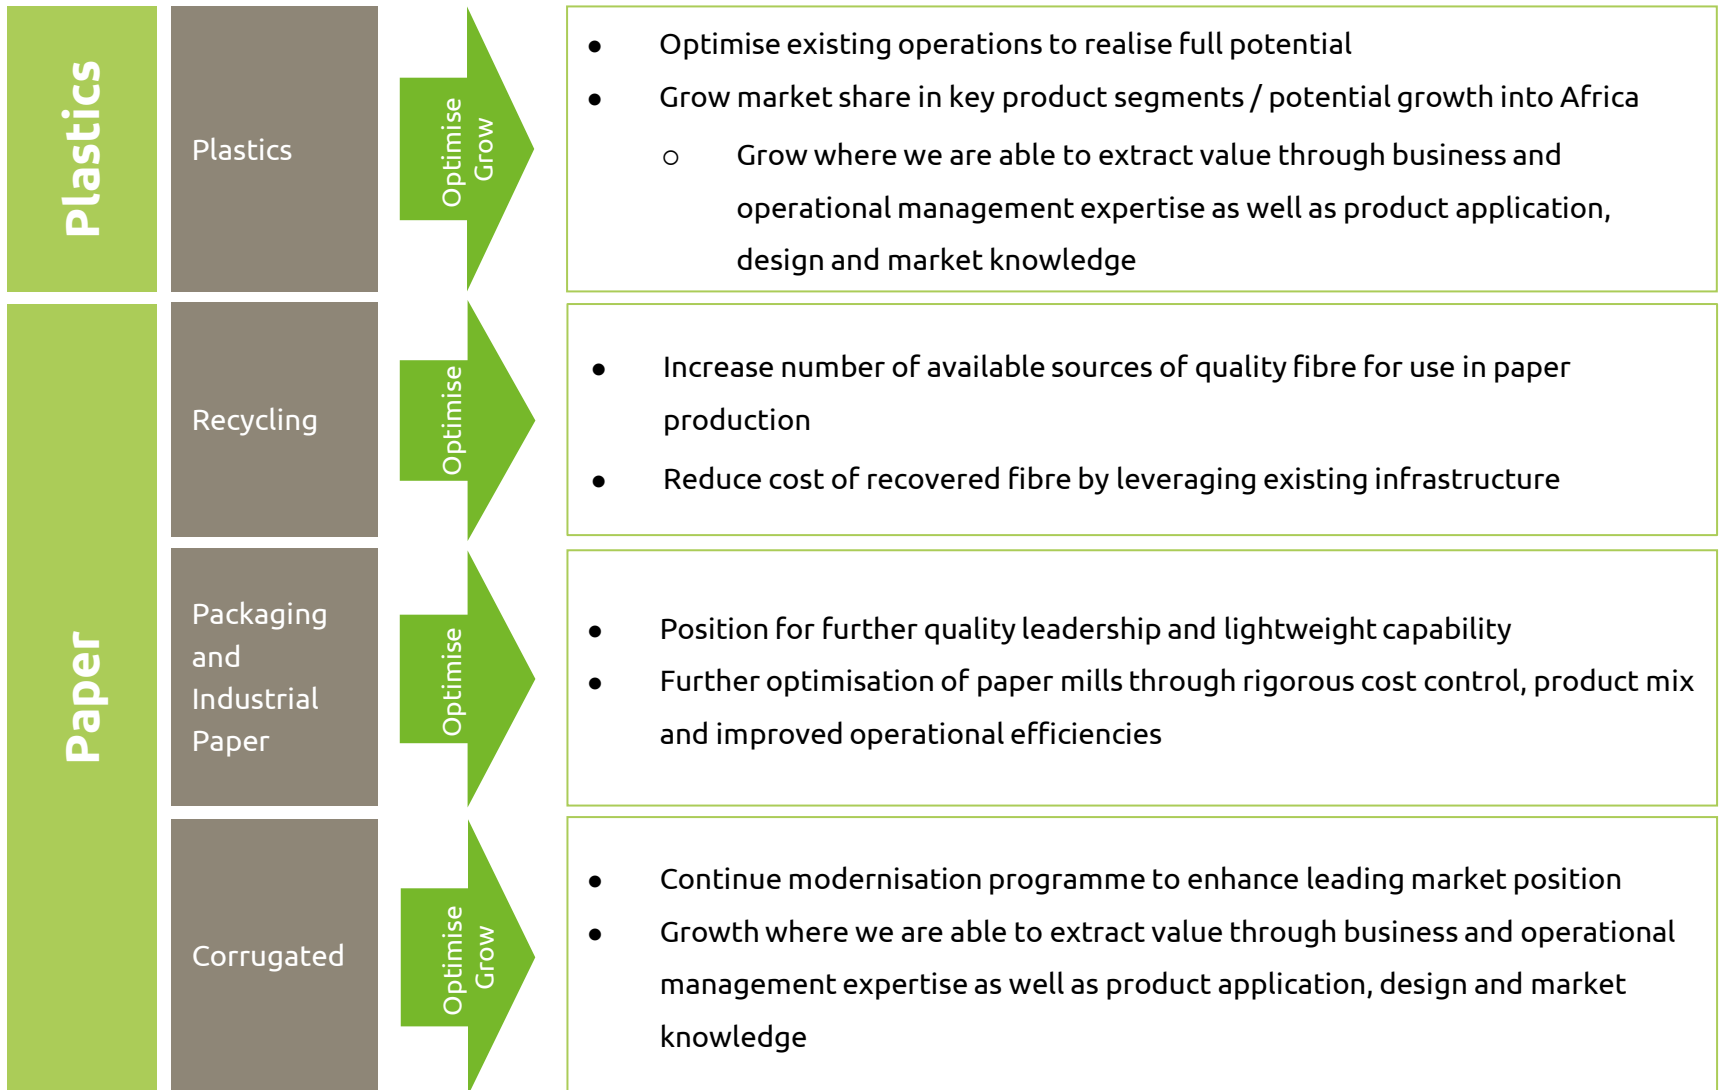 Plastics
Plastics
Optimise
Grow
● Optimise existing operations to realise full potential
● Grow market share in key product segments / potential growth into Africa
○ Grow where we are able to extract value through business and
operational management expertise as well as product application,
design and market knowledge
Paper
Recycling
Optimise
● Increase number of available sources of quality fibre for use in paper
production
● Reduce cost of recovered fibre by leveraging existing infrastructure
Packaging
and
Industrial
Paper
Optimise
● Position for further quality leadership and lightweight capability
● Further optimisation of paper mills through rigorous cost control, product mix
and improved operational efficiencies
Corrugated
Optimise
Grow
● Continue modernisation programme to enhance leading market position
● Growth where we are able to extract value through business and operational
management expertise as well as product application, design and market
knowledge